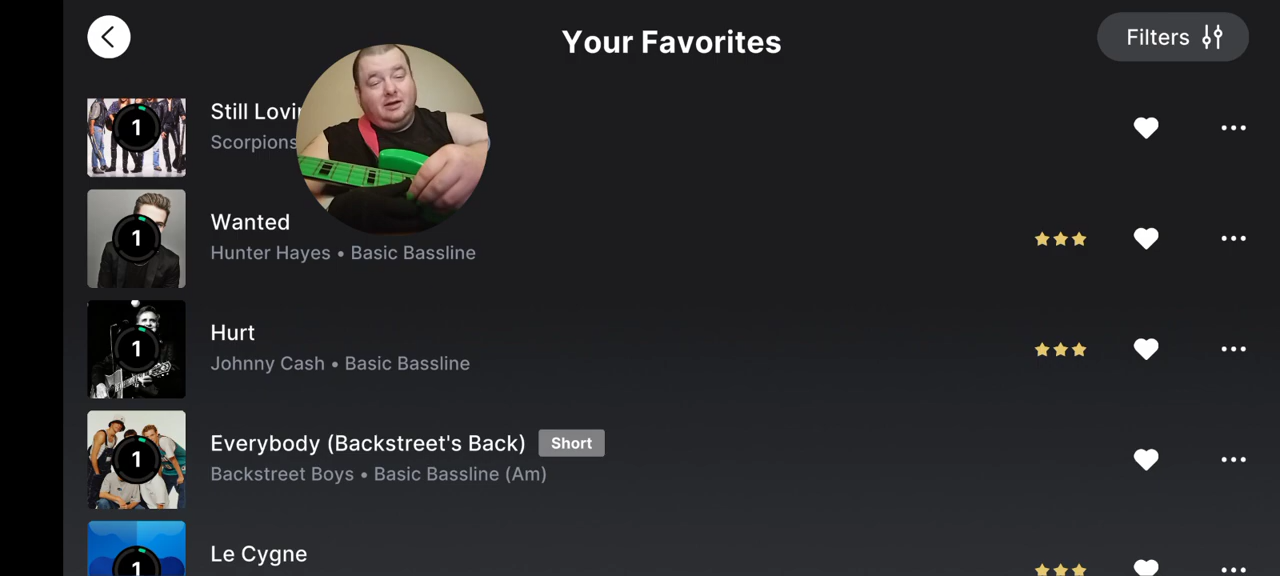 Your Favorites
Filters
1
Still Lovi
Scorpions
1
Wanted
Hunter Hayes • Basic Bassline
1
Hurt
Johnny Cash • Basic Bassline
1
Everybody (Backstreet's Back) Short
Backstreet Boys • Basic Bassline (Am)
1
Le Cygne